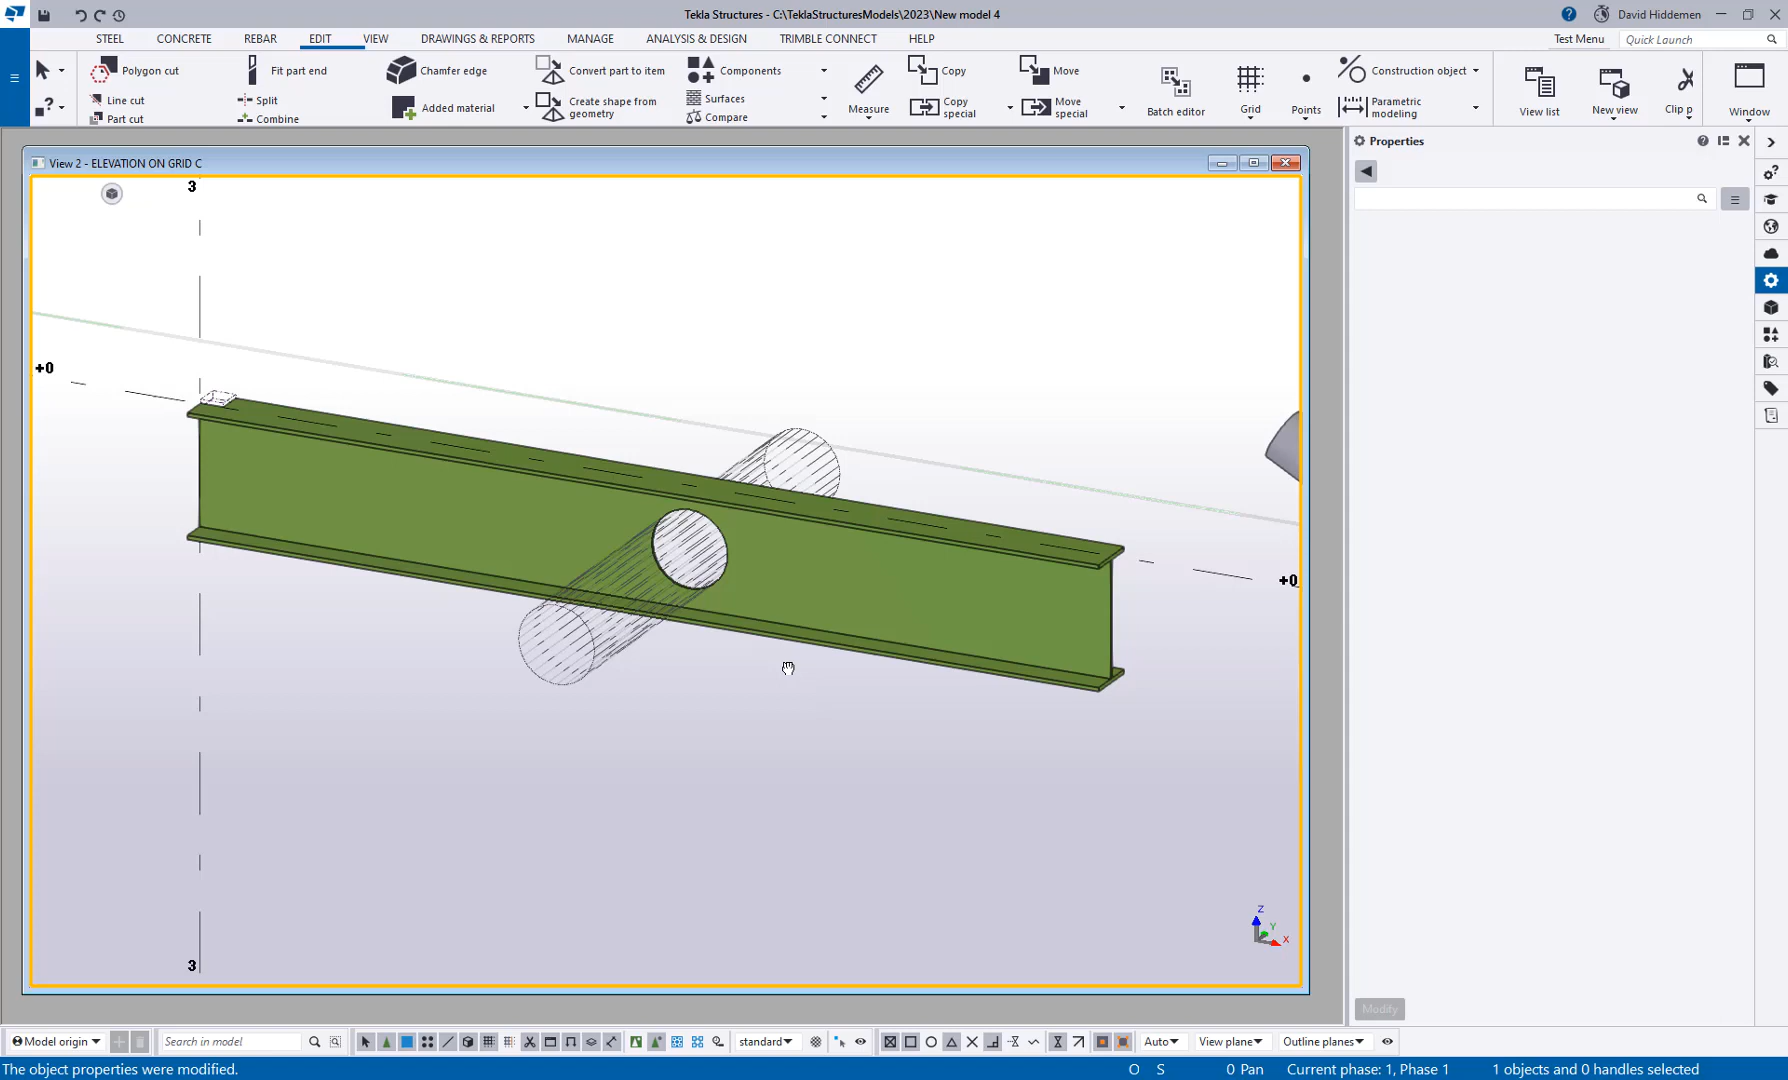 Tekla Structures - C:\TeklaStructuresModels\2023\New model 4
David Hiddemen
STEEL CONCRETE REBAR EDIT VIEW DRAWINGS & REPORTS MANAGE ANALYSIS & DESIGN TRIMBLE CONNECT HELP
Test Menu
Quick Launch
Polygon cut
Line cut
Part cut
Fit part end
Split
Combine
Chamfer edge
Added material
Convert part to item
Create shape from
geometry
Components
Surfaces
Compare
Measure
Copy
Copy
special
Move
Move
special
Batch editor
Grid
Points
Construction object
Parametric
modeling
View list
New view
Clip p
Window
View 2 - ELEVATION ON GRID C
Properties
3
+0
+0
3
Z
Y
X
Modify
Model origin
Search in model
standard
Auto
View plane
Outline planes
The object properties were modified.
O S 0 Pan Current phase: 1, Phase 1 1 objects and 0 handles selected